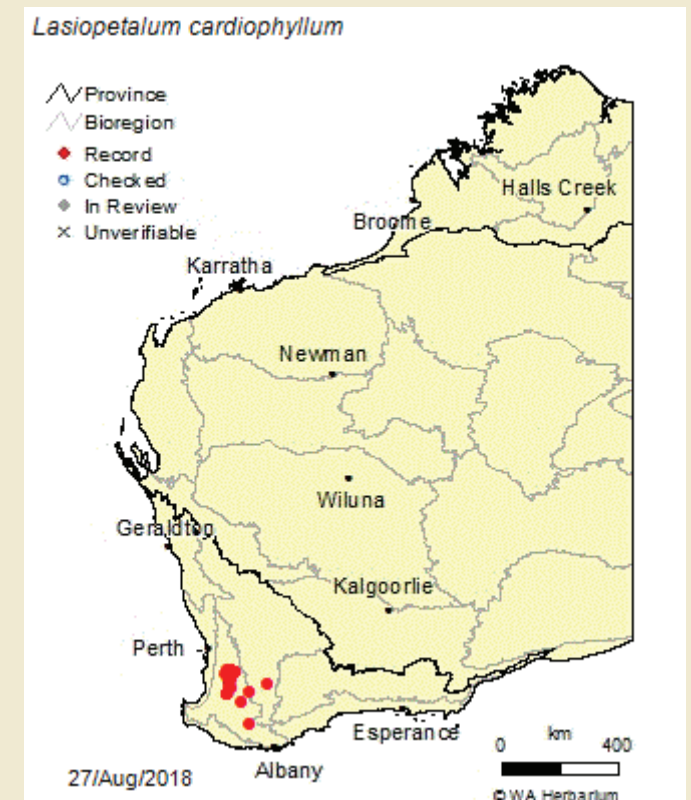 Lasiopetalum cardiophyllum
Province
Bioregion
Record
Checked
In Review
Unverifiable
Halls Creek
Broome
Karratha
Newman
Wiluna
Geraldton
Kalgoorlie
Perth
Esperance
Albany
0 km 400
27/Aug/2018
© WA Herbarium